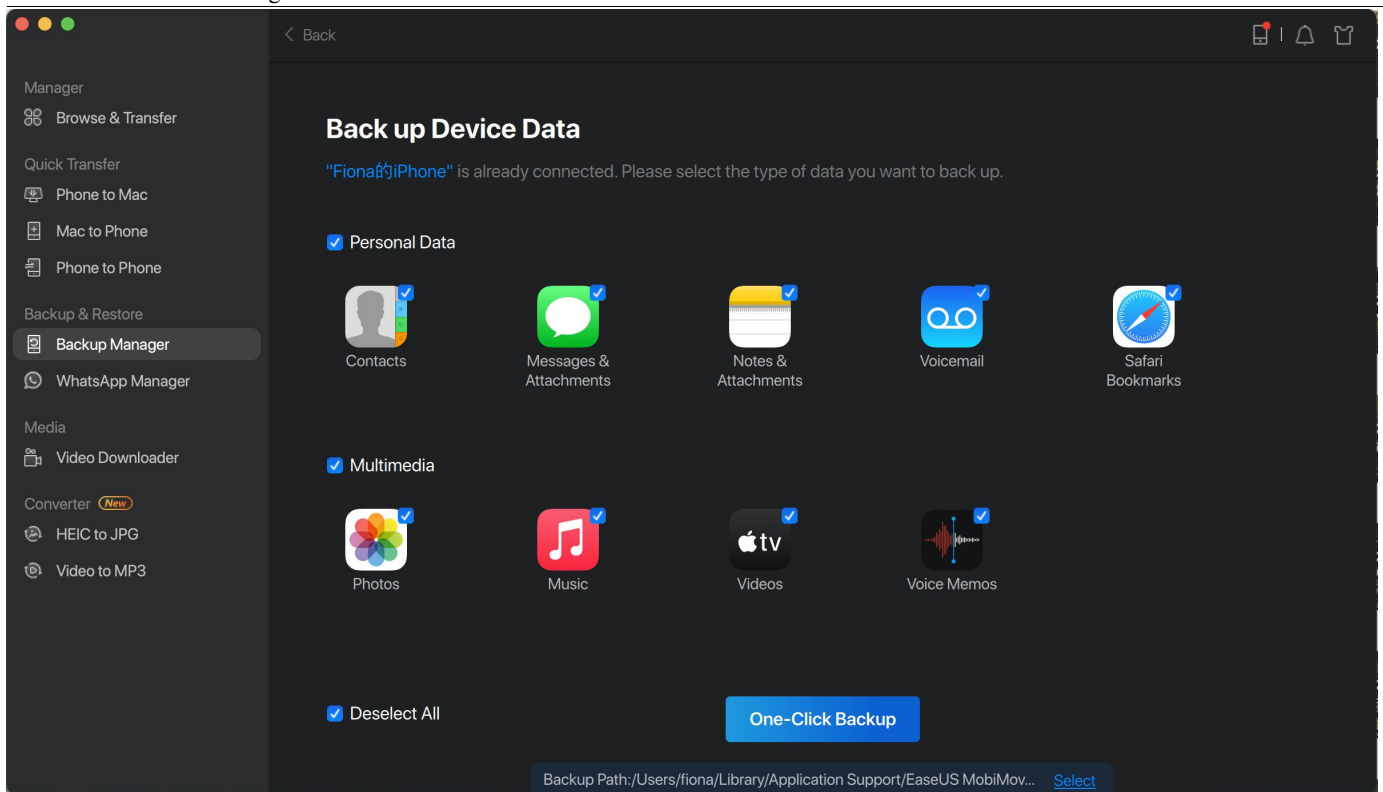 Back
Manager
Browse & Transfer
Quick Transfer
Phone to Mac
Mac to Phone
Phone to Phone
Backup & Restore
Backup Manager
WhatsApp Manager
Media
Video Downloader
Converter New
HEIC to JPG
Video to MP3
Back up Device Data
"Fiona的iPhone" is already connected. Please select the type of data you want to back up.
Personal Data
Contacts
Messages &
Attachments
Notes &
Attachments
Voicemail
Safari
Bookmarks
Multimedia
Photos
Music
tv
Videos
Voice Memos
Deselect All
One-Click Backup
Backup Path:/Users/fiona/Library/Application Support/EaseUS MobiMov... Select